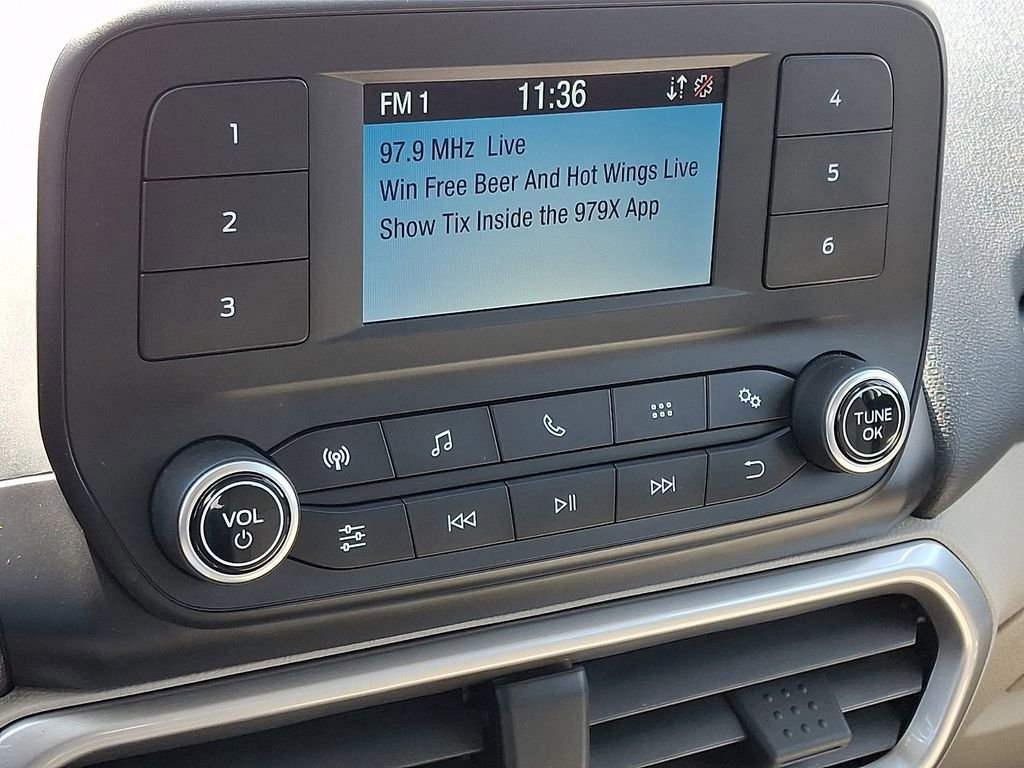 FM 1 11:36
97.9 MHz Live
Win Free Beer And Hot Wings Live
Show Tix Inside the 979X App
1
2
3
4
5
6
VOL
TUNE
OK